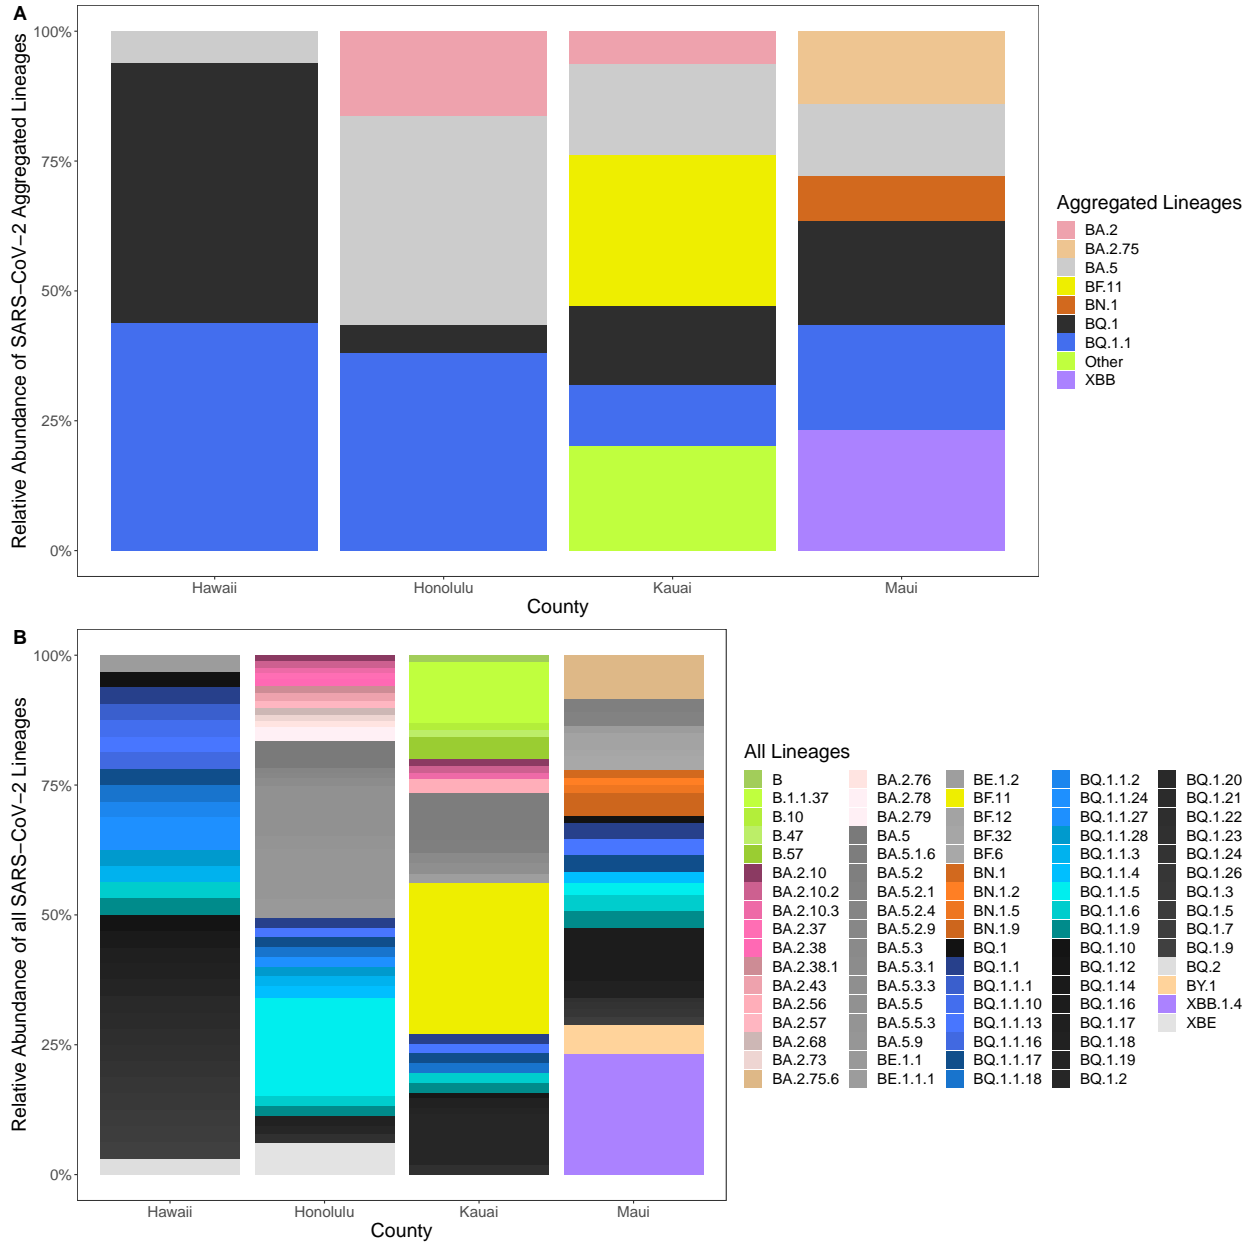 A
Relative Abundance of SARS−CoV−2 Aggregated Lineages
100%
75%
50%
25%
0%
Hawaii
Honolulu
Kauai
Maui
County
Aggregated Lineages
BA.2
BA.2.75
BA.5
BF.11
BN.1
BQ.1
BQ.1.1
Other
XBB
B
Relative Abundance of all SARS−CoV−2 Lineages
100%
75%
50%
25%
0%
Hawaii
Honolulu
Kauai
Maui
County
All Lineages
B
B.1.1.37
B.10
B.47
B.57
BA.2.10
BA.2.10.2
BA.2.10.3
BA.2.37
BA.2.38
BA.2.38.1
BA.2.43
BA.2.56
BA.2.57
BA.2.68
BA.2.73
BA.2.75.6
BA.2.76
BA.2.78
BA.2.79
BA.5
BA.5.1.6
BA.5.2
BA.5.2.1
BA.5.2.4
BA.5.2.9
BA.5.3
BA.5.3.1
BA.5.3.3
BA.5.5
BA.5.5.3
BA.5.9
BE.1.1
BE.1.1.1
BE.1.2
BF.11
BF.12
BF.32
BF.6
BN.1
BN.1.2
BN.1.5
BN.1.9
BQ.1
BQ.1.1
BQ.1.1.1
BQ.1.1.10
BQ.1.1.13
BQ.1.1.16
BQ.1.1.17
BQ.1.1.18
BQ.1.1.2
BQ.1.1.24
BQ.1.1.27
BQ.1.1.28
BQ.1.1.3
BQ.1.1.4
BQ.1.1.5
BQ.1.1.6
BQ.1.1.9
BQ.1.10
BQ.1.12
BQ.1.14
BQ.1.16
BQ.1.17
BQ.1.18
BQ.1.19
BQ.1.2
BQ.1.20
BQ.1.21
BQ.1.22
BQ.1.23
BQ.1.24
BQ.1.26
BQ.1.3
BQ.1.5
BQ.1.7
BQ.1.9
BQ.2
BY.1
XBB.1.4
XBE